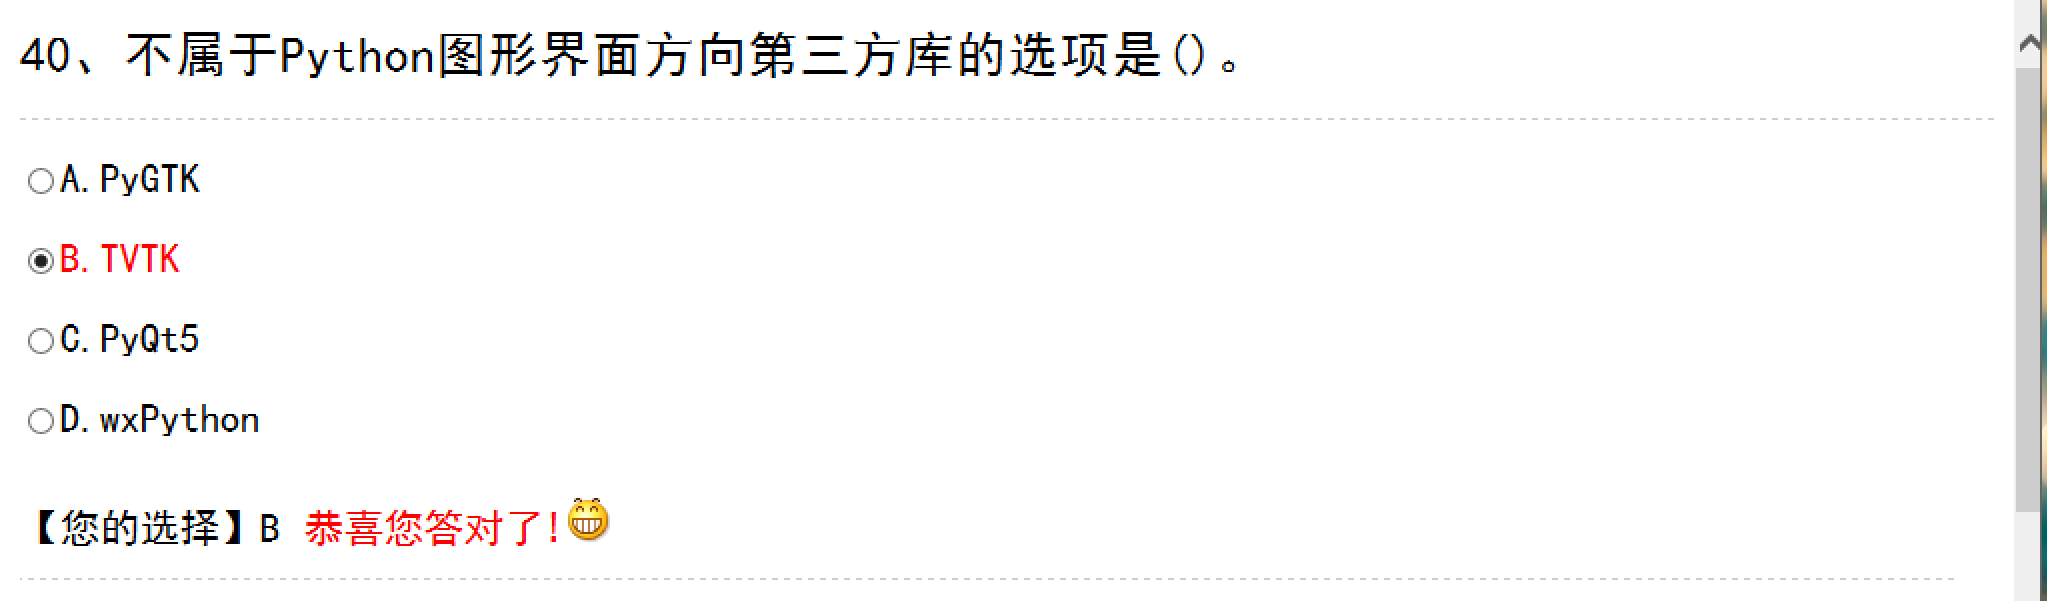 40、不属于Python图形界面方向第三方库的选项是()。
A.PyGTK
B.TVTK
C.PyQt5
D.wxPython
【您的选择】B 恭喜您答对了!